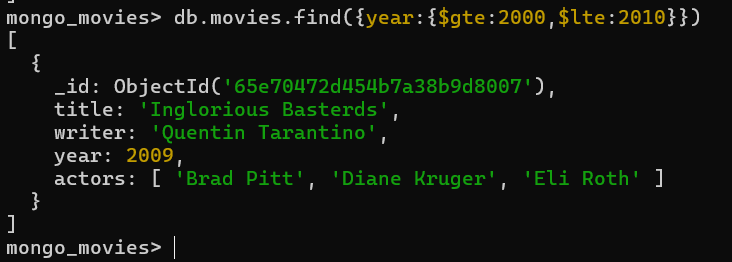 mongo_movies> db.movies.find({year:{$gte:2000,$lte:2010}})
[
  {
    _id: ObjectId('65e70472d454b7a38b9d8007'),
    title: 'Inglorious Basterds',
    writer: 'Quentin Tarantino',
    year: 2009,
    actors: [ 'Brad Pitt', 'Diane Kruger', 'Eli Roth' ]
  }
]
mongo_movies>